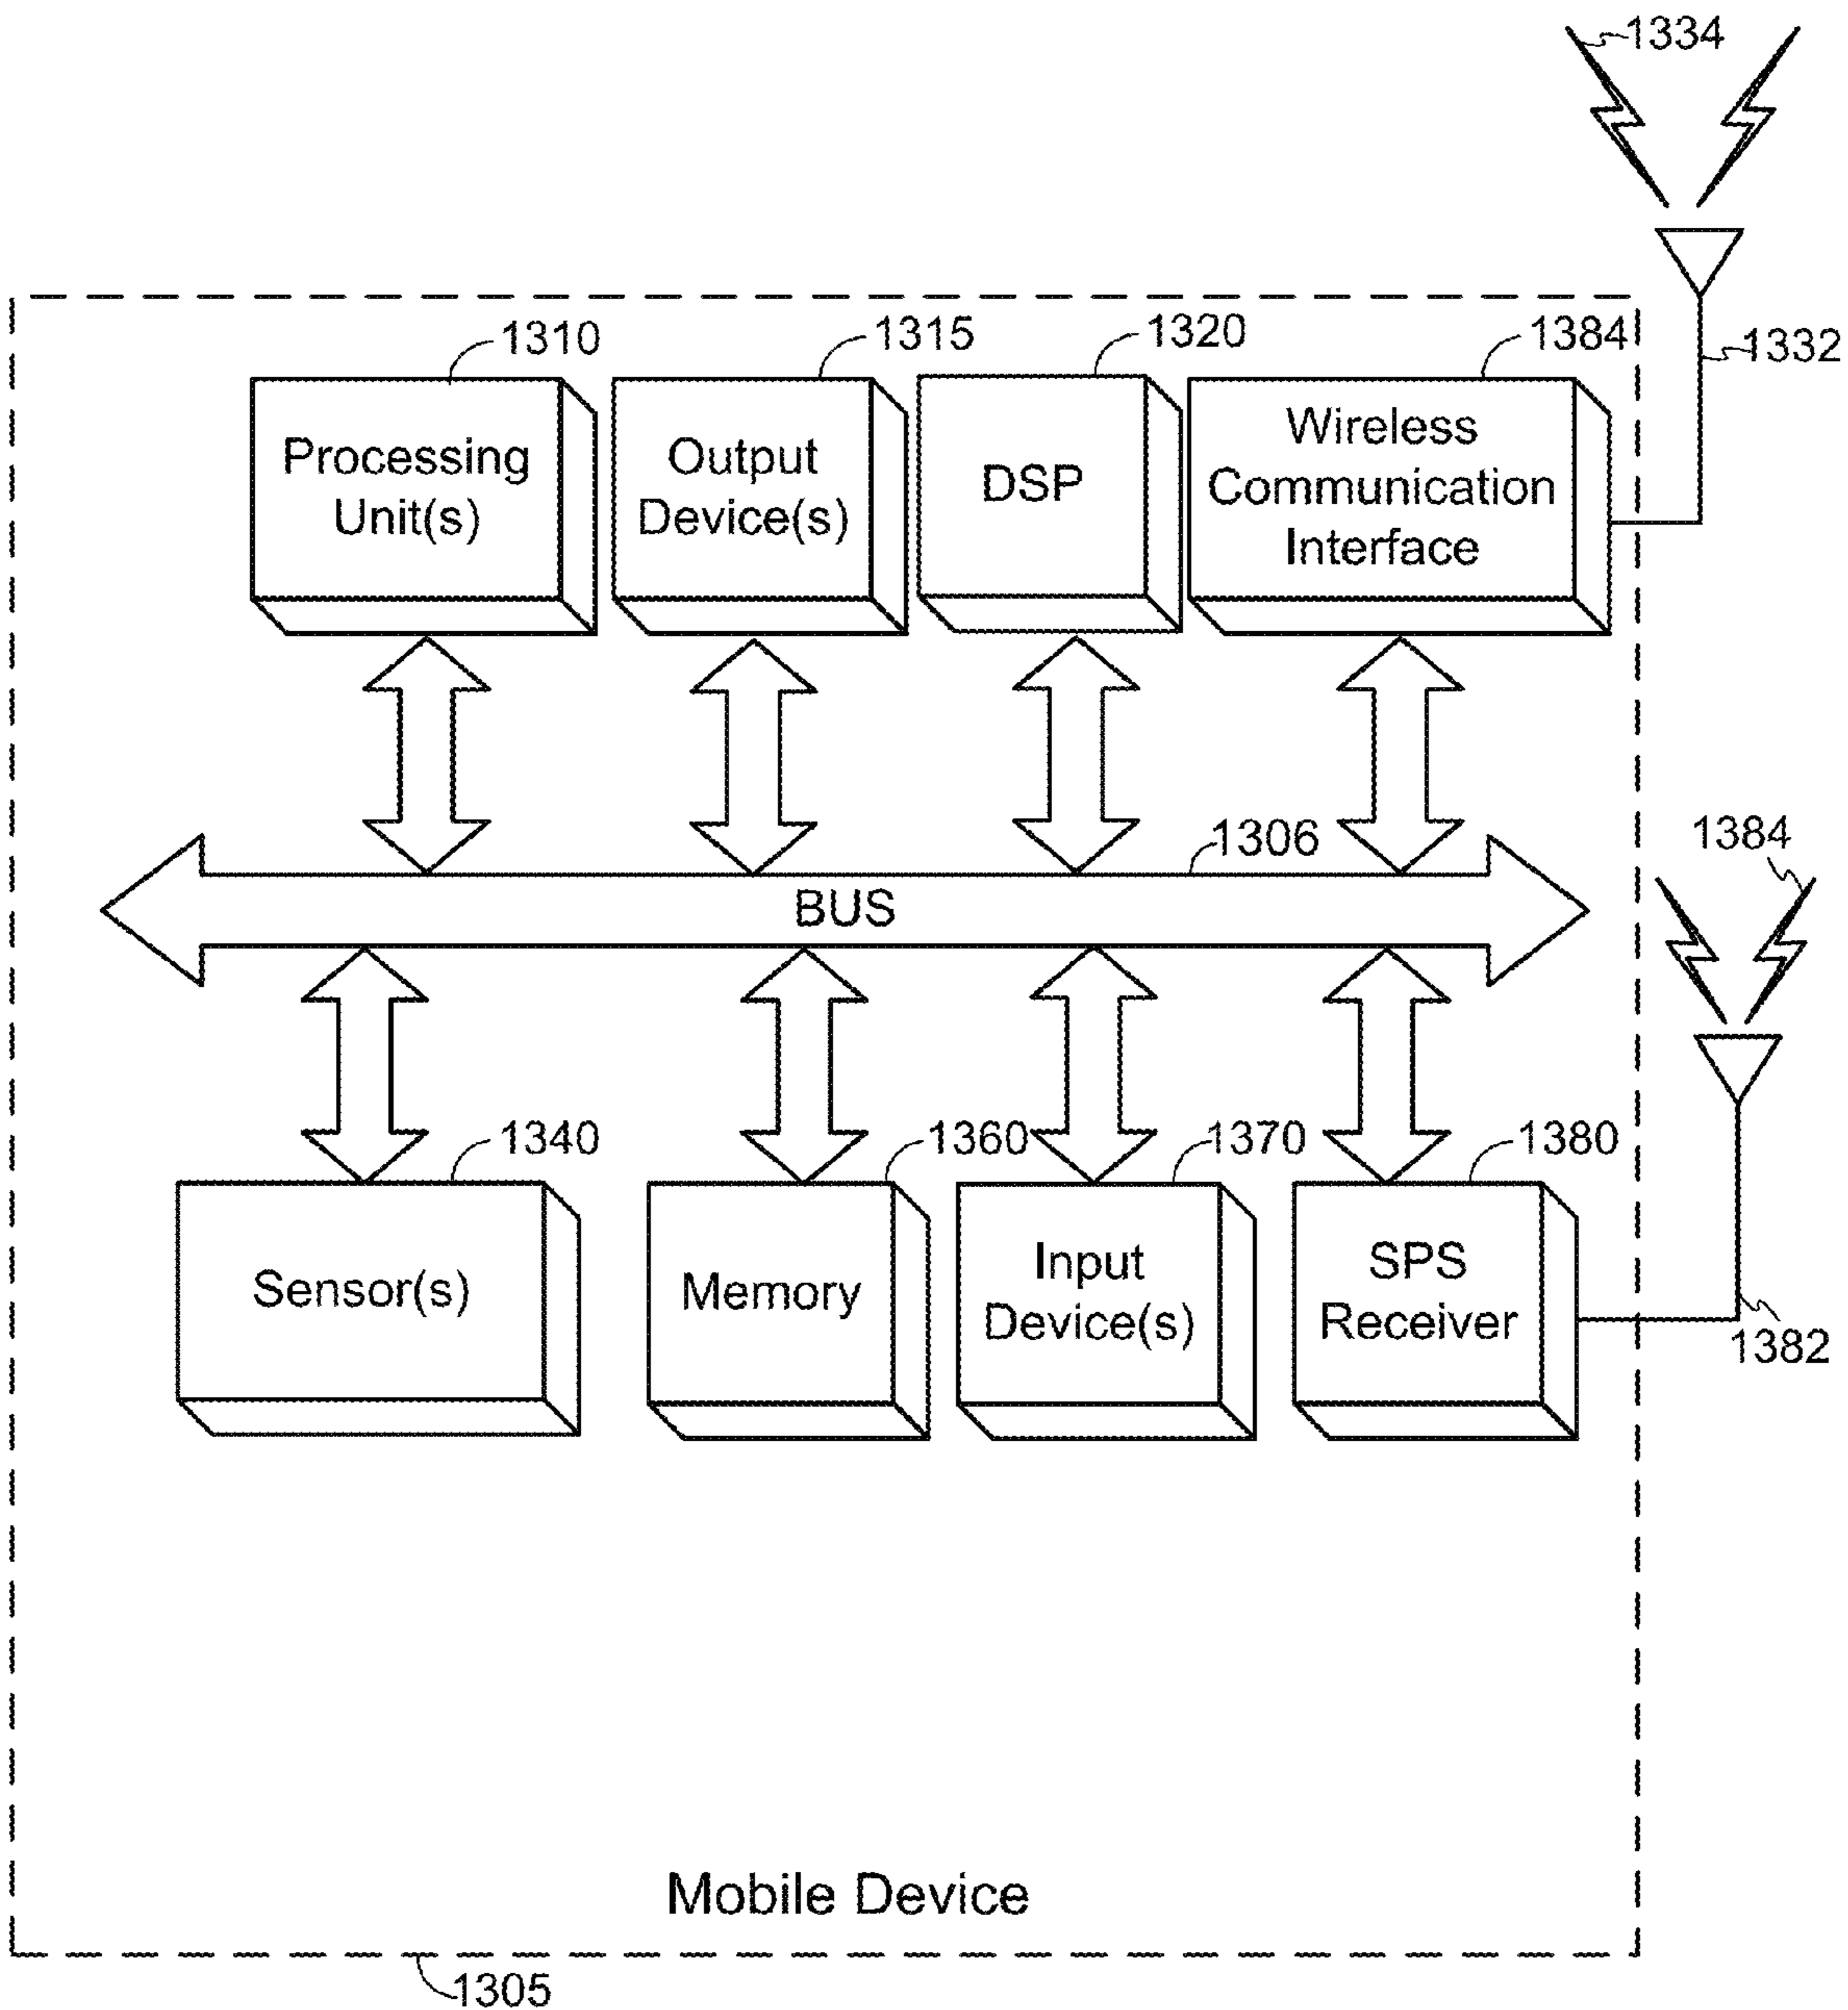 1334
1332
1310
1315
1320
1384
Processing
Unit(s)
Output
Device(s)
DSP
Wireless
Communication
Interface
1306
BUS
1384
1340
1360
1370
1380
Sensor(s)
Memory
Input
Device(s)
SPS
Receiver
1382
Mobile Device
1305